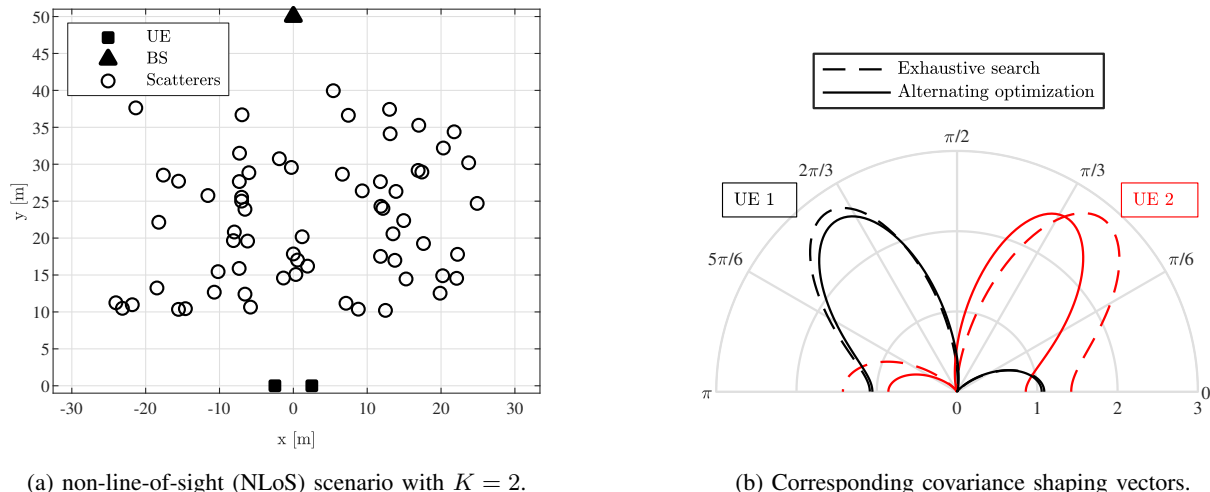 50
45
40
35
30
25
20
15
10
5
0
y [m]
-30 -20 -10 0 10 20 30
x [m]
UE
BS
Scatterers
(a) non-line-of-sight (NLoS) scenario with K = 2.
Exhaustive search
Alternating optimization
π/2
2π/3
π/3
UE 1
UE 2
5π/6
π/6
π
0
0 1 2 3
(b) Corresponding covariance shaping vectors.